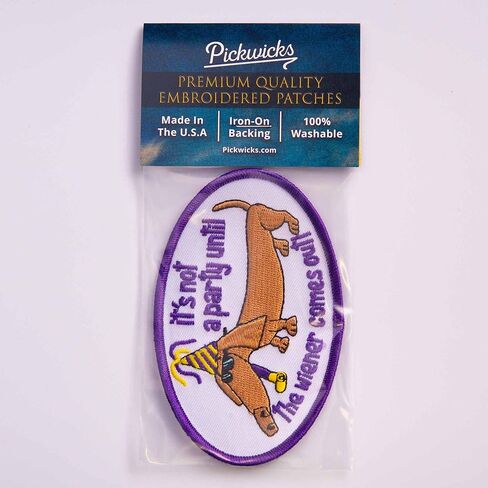 Pickwicks
PREMIUM QUALITY
EMBROIDERED PATCHES
Made In
The U.S.A
Iron-On
Backing
100%
Washable
Pickwicks.com
it's not
a party until
The wiener comes out!